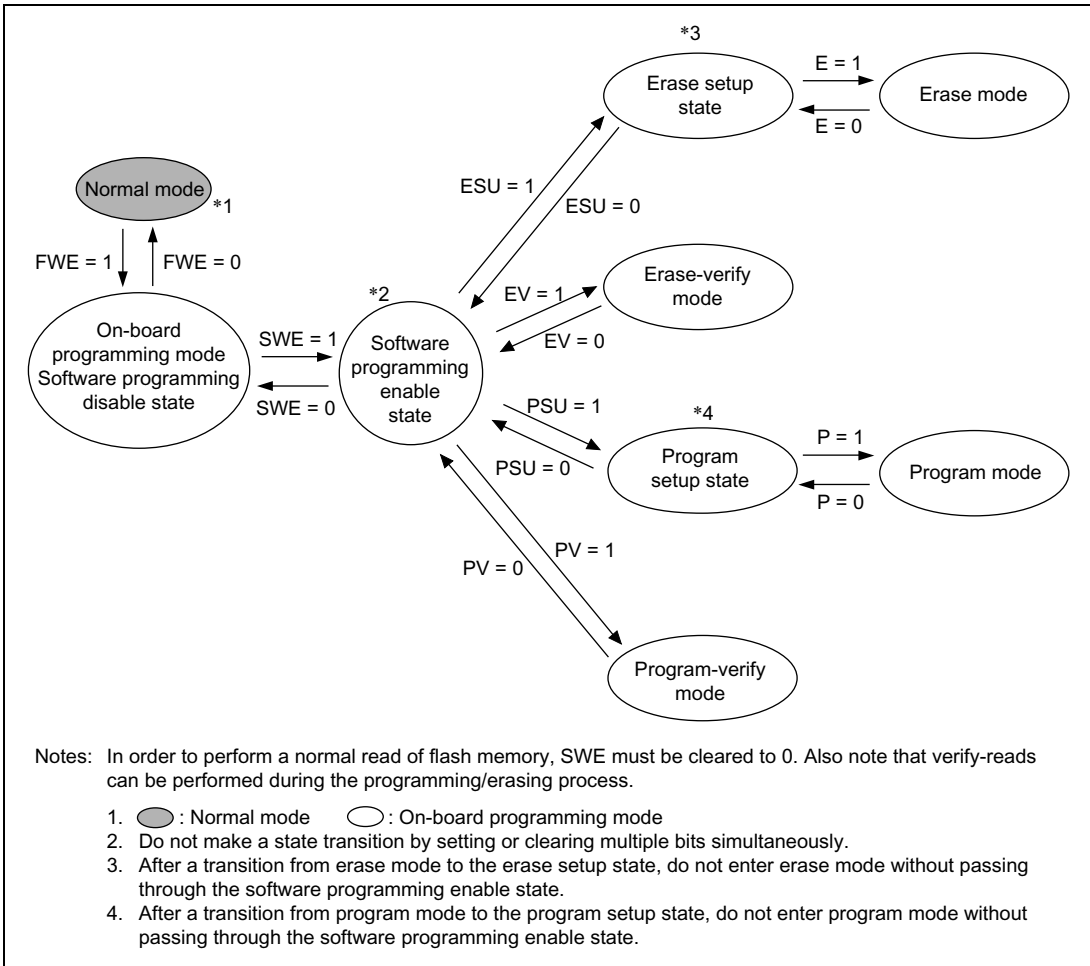 *3
E = 1
Erase setup
state
Erase mode
E = 0
ESU = 1
ESU = 0
Normal mode
*1
FWE = 1
FWE = 0
Erase-verify
mode
EV = 1
EV = 0
*2
On-board
programming mode
Software programming
disable state
SWE = 1
SWE = 0
Software
programming
enable
state
PSU = 1
PSU = 0
*4
Program
setup state
P = 1
P = 0
Program mode
PV = 1
PV = 0
Program-verify
mode
Notes: In order to perform a normal read of flash memory, SWE must be cleared to 0. Also note that verify-reads
can be performed during the programming/erasing process.
1. : Normal mode : On-board programming mode
2. Do not make a state transition by setting or clearing multiple bits simultaneously.
3. After a transition from erase mode to the erase setup state, do not enter erase mode without passing
through the software programming enable state.
4. After a transition from program mode to the program setup state, do not enter program mode without
passing through the software programming enable state.